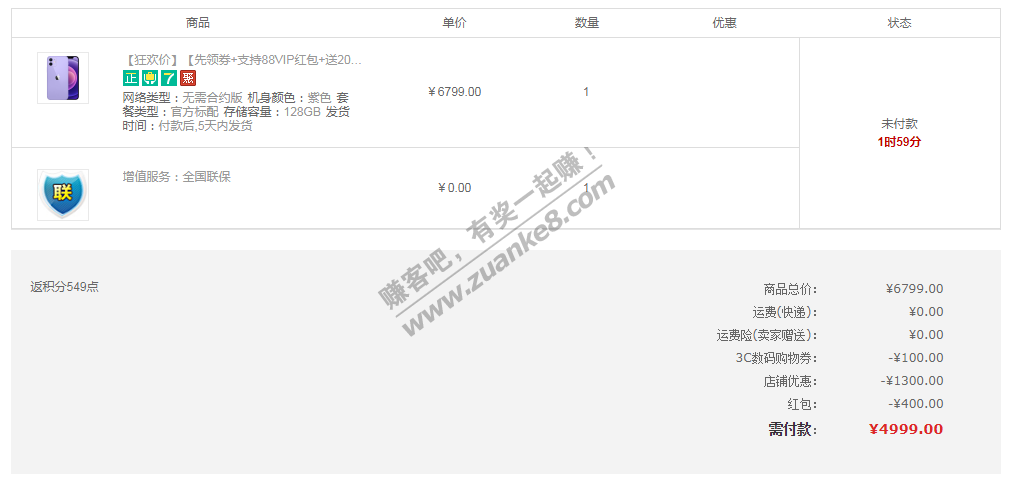 商品 单价 数量 优惠 状态
【狂欢价】【先领券+支持88VIP红包+送20...
正 7 聚
网络类型：无需合约版 机身颜色：紫色 套
餐类型：官方标配 存储容量：128GB 发货
时间：付款后,5天内发货
￥6799.00 1
未付款
1时59分
联
增值服务：全国联保
￥0.00 1
赚客吧，有奖一起赚！
www.zuanke8.com
返积分549点
商品总价： ¥6799.00
运费(快递)： ¥0.00
运费险(卖家赠送)： ¥0.00
3C数码购物券： -¥100.00
店铺优惠： -¥1300.00
红包： -¥400.00
需付款： ¥4999.00